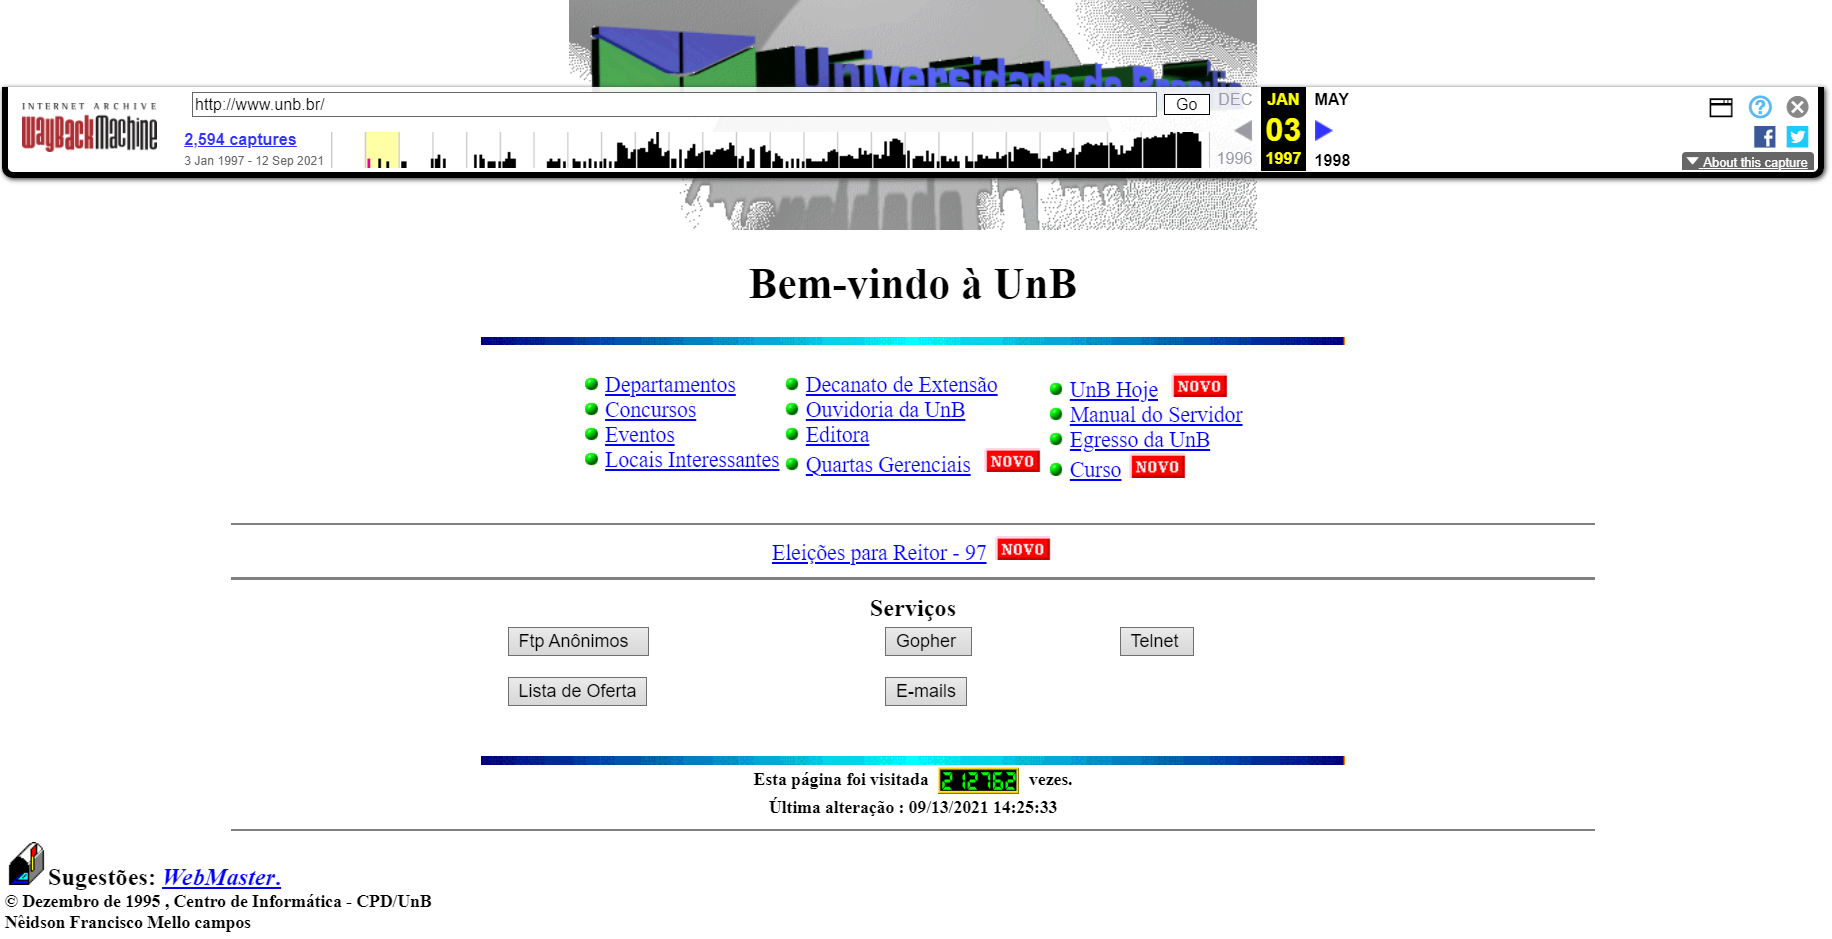 Universidade de Brasília
INTERNET ARCHIVE
WayBackMachine
http://www.unb.br/
Go
DEC
JAN
MAY
2,594 captures
03
3 Jan 1997 - 12 Sep 2021
1996
1997
1998
About this capture
Bem-vindo à UnB
Departamentos
Concursos
Eventos
Locais Interessantes
Decanato de Extensão
Ouvidoria da UnB
Editora
Quartas Gerenciais NOVO
UnB Hoje NOVO
Manual do Servidor
Egresso da UnB
Curso NOVO
Eleições para Reitor - 97 NOVO
Serviços
Ftp Anônimos
Gopher
Telnet
Lista de Oferta
E-mails
Esta página foi visitada 212762 vezes.
Última alteração : 09/13/2021 14:25:33
Sugestões: WebMaster.
© Dezembro de 1995 , Centro de Informática - CPD/UnB
Nêidson Francisco Mello campos